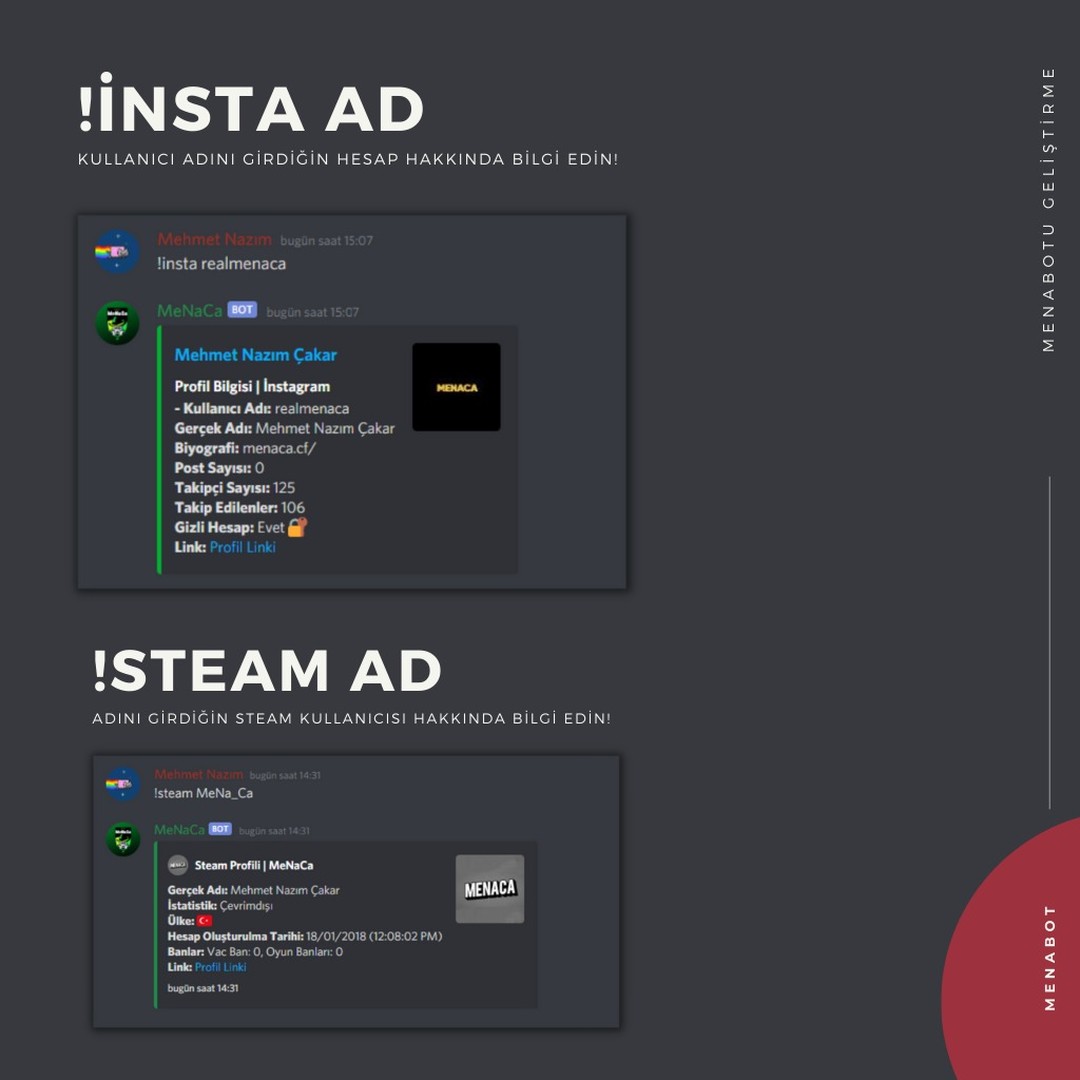 !İNSTA AD
KULLANICI ADINI GİRDİĞİN HESAP HAKKINDA BİLGİ EDİN!
Mehmet Nazım bugün saat 15:07
!insta realmenaca
MeNaCa BOT bugün saat 15:07
Mehmet Nazım Çakar
Profil Bilgisi | İnstagram
- Kullanıcı Adı: realmenaca
Gerçek Adı: Mehmet Nazım Çakar
Biyografi: menaca.cf/
Post Sayısı: 0
Takipçi Sayısı: 125
Takip Edilenler: 106
Gizli Hesap: Evet 🔐
Link: Profil Linki
MENACA
!STEAM AD
ADINI GİRDİĞİN STEAM KULLANICISI HAKKINDA BİLGİ EDİN!
Mehmet Nazım bugün saat 14:31
!steam MeNa_Ca
MeNaCa BOT bugün saat 14:31
Steam Profili | MeNaCa
Gerçek Adı: Mehmet Nazım Çakar
İstatistik: Çevrimdışı
Ülke: 🇹🇷
Hesap Oluşturulma Tarihi: 18/01/2018 (12:08:02 PM)
Banlar: Vac Ban: 0, Oyun Banları: 0
Link: Profil Linki
bugün saat 14:31
MENACA
MENABOTU GELİŞTİRME
MENABOT